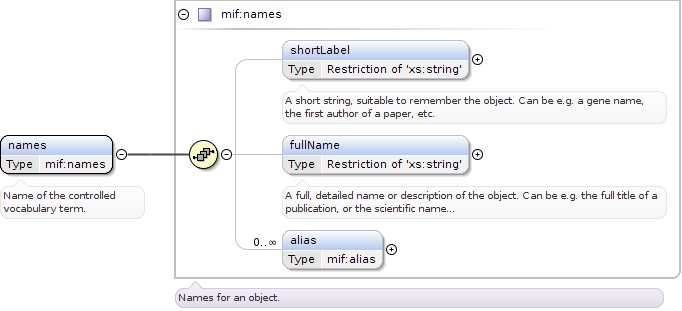 mif:names
shortLabel
Type Restriction of 'xs:string'
A short string, suitable to remember the object. Can be e.g. a gene name,
the first author of a paper, etc.
names
Type mif:names
Name of the controlled
vocabulary term.
fullName
Type Restriction of 'xs:string'
A full, detailed name or description of the object. Can be e.g. the full title of a
publication, or the scientific name...
0..∞
alias
Type mif:alias
Names for an object.